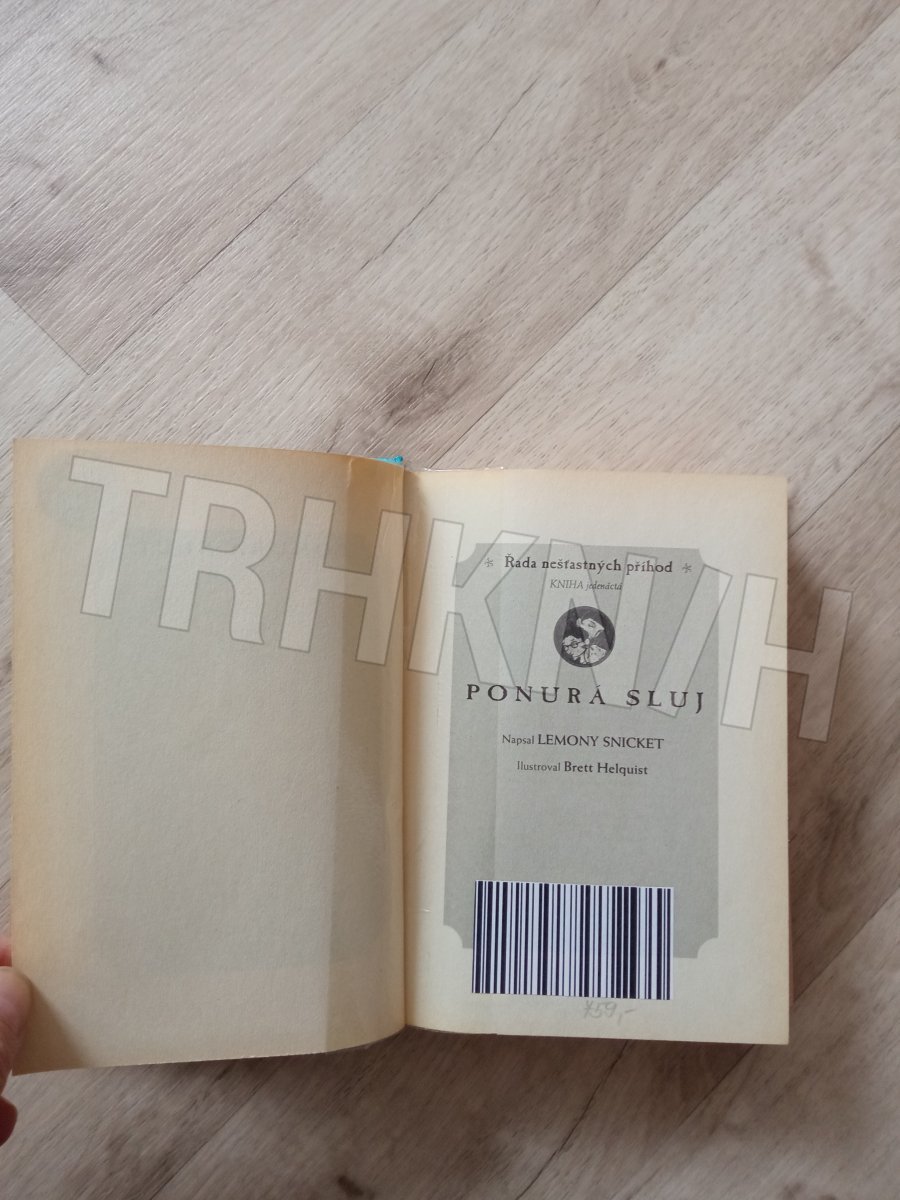 TRHKNIH
* Řada nešťastných příhod *
KNIHA jedenáctá
PONURÁ SLUJ
Napsal LEMONY SNICKET
Ilustroval Brett Helquist